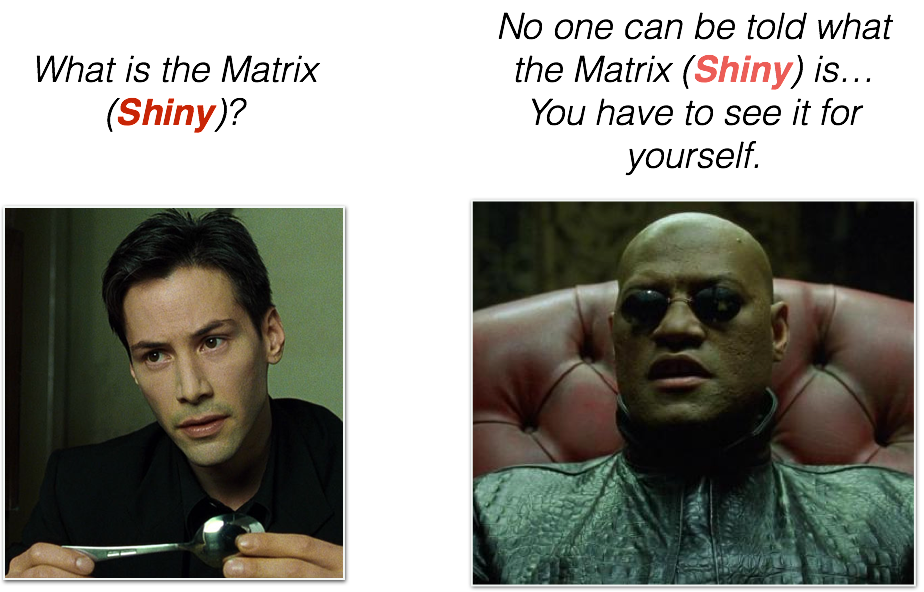 What is the Matrix
(Shiny)?
No one can be told what
the Matrix (Shiny) is…
You have to see it for
yourself.